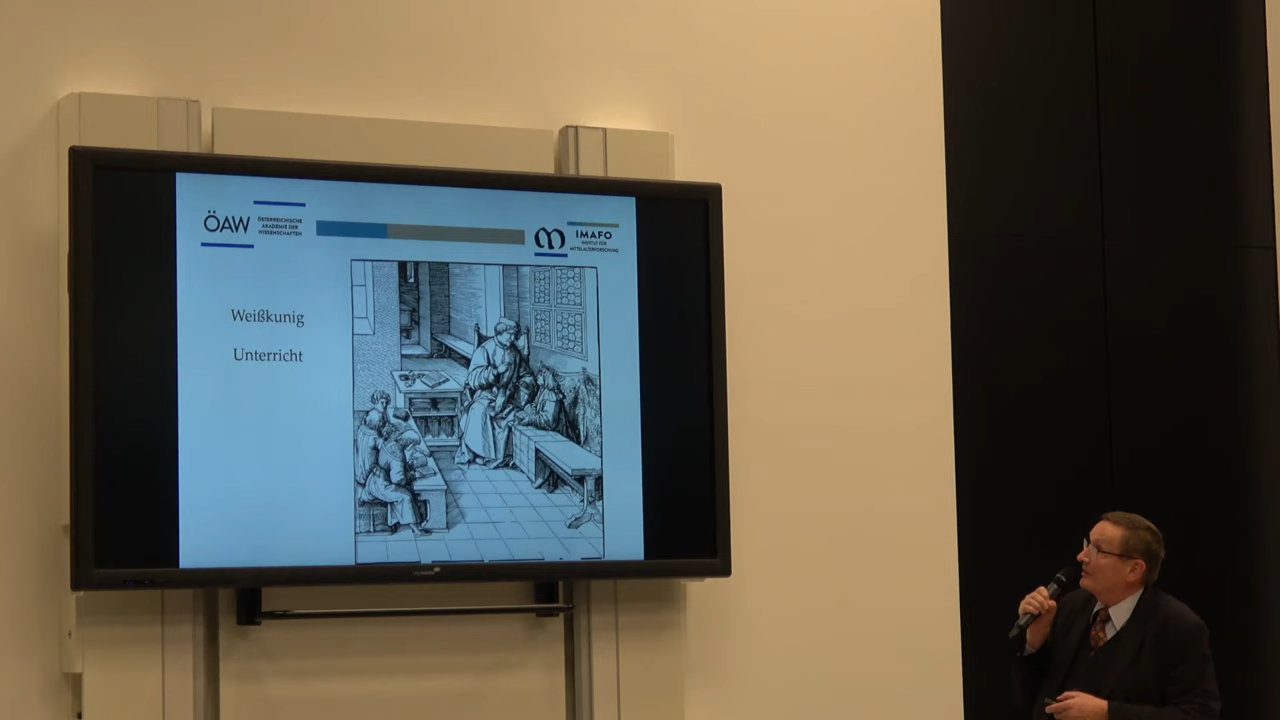 ÖAW
ÖSTERREICHISCHE
AKADEMIE DER
WISSENSCHAFTEN
IMAFO
INSTITUT FÜR
MITTELALTERFORSCHUNG
Weißkunig
Unterricht